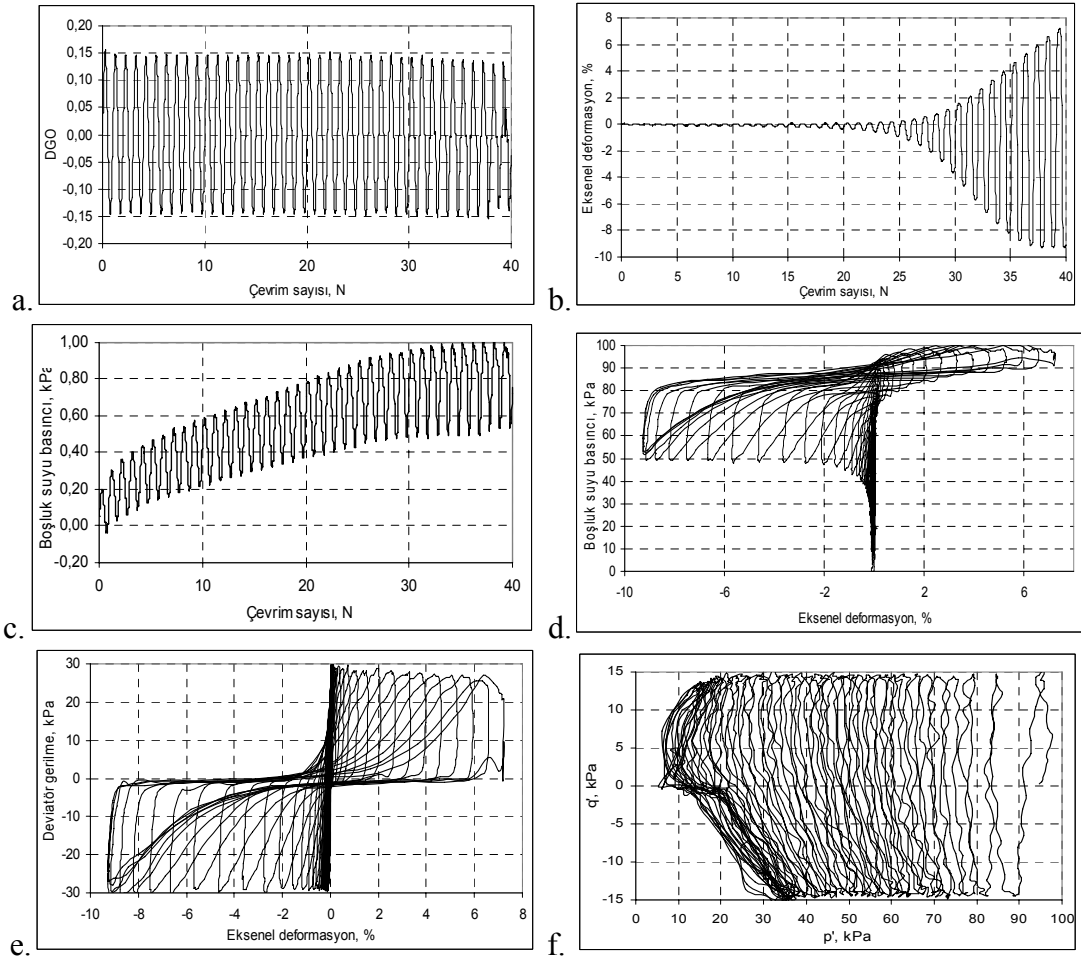 0,20
0,15
0,10
0,05
0,00
-0,05
-0,10
-0,15
-0,20
DGO
0 10 20 30 40
Çevrim sayısı, N
a.
8
6
4
2
0
-2
-4
-6
-8
-10
Eksenel deformasyon, %
0 5 10 15 20 25 30 35 40
Çevrim sayısı, N
b.
1,00
0,80
0,60
0,40
0,20
0,00
-0,20
Boşluk suyu basıncı, kPa
0 10 20 30 40
Çevrim sayısı, N
c.
100
90
80
70
60
50
40
30
20
10
0
Boşluk suyu basıncı, kPa
-10 -6 -2 2 6
Eksenel deformasyon, %
d.
30
20
10
0
-10
-20
-30
Deviatör gerilme, kPa
-10 -8 -6 -4 -2 0 2 4 6 8
Eksenel deformasyon, %
e.
15
10
5
0
-5
-10
-15
q', kPa
0 10 20 30 40 50 60 70 80 90 100
p', kPa
f.